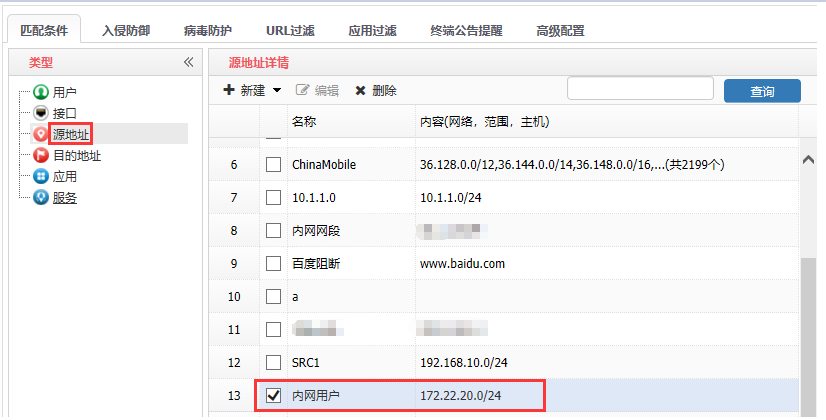 匹配条件 入侵防御 病毒防护 URL过滤 应用过滤 终端公告提醒 高级配置
类型
用户
接口
源地址
目的地址
应用
服务
源地址详情
新建 编辑 删除 查询
名称 内容(网络，范围，主机)
6 ChinaMobile 36.128.0.0/12,36.144.0.0/14,36.148.0.0/16,...(共2199个)
7 10.1.1.0 10.1.1.0/24
8 内网网段
9 百度阻断 www.baidu.com
10 a
11
12 SRC1 192.168.10.0/24
13 内网用户 172.22.20.0/24